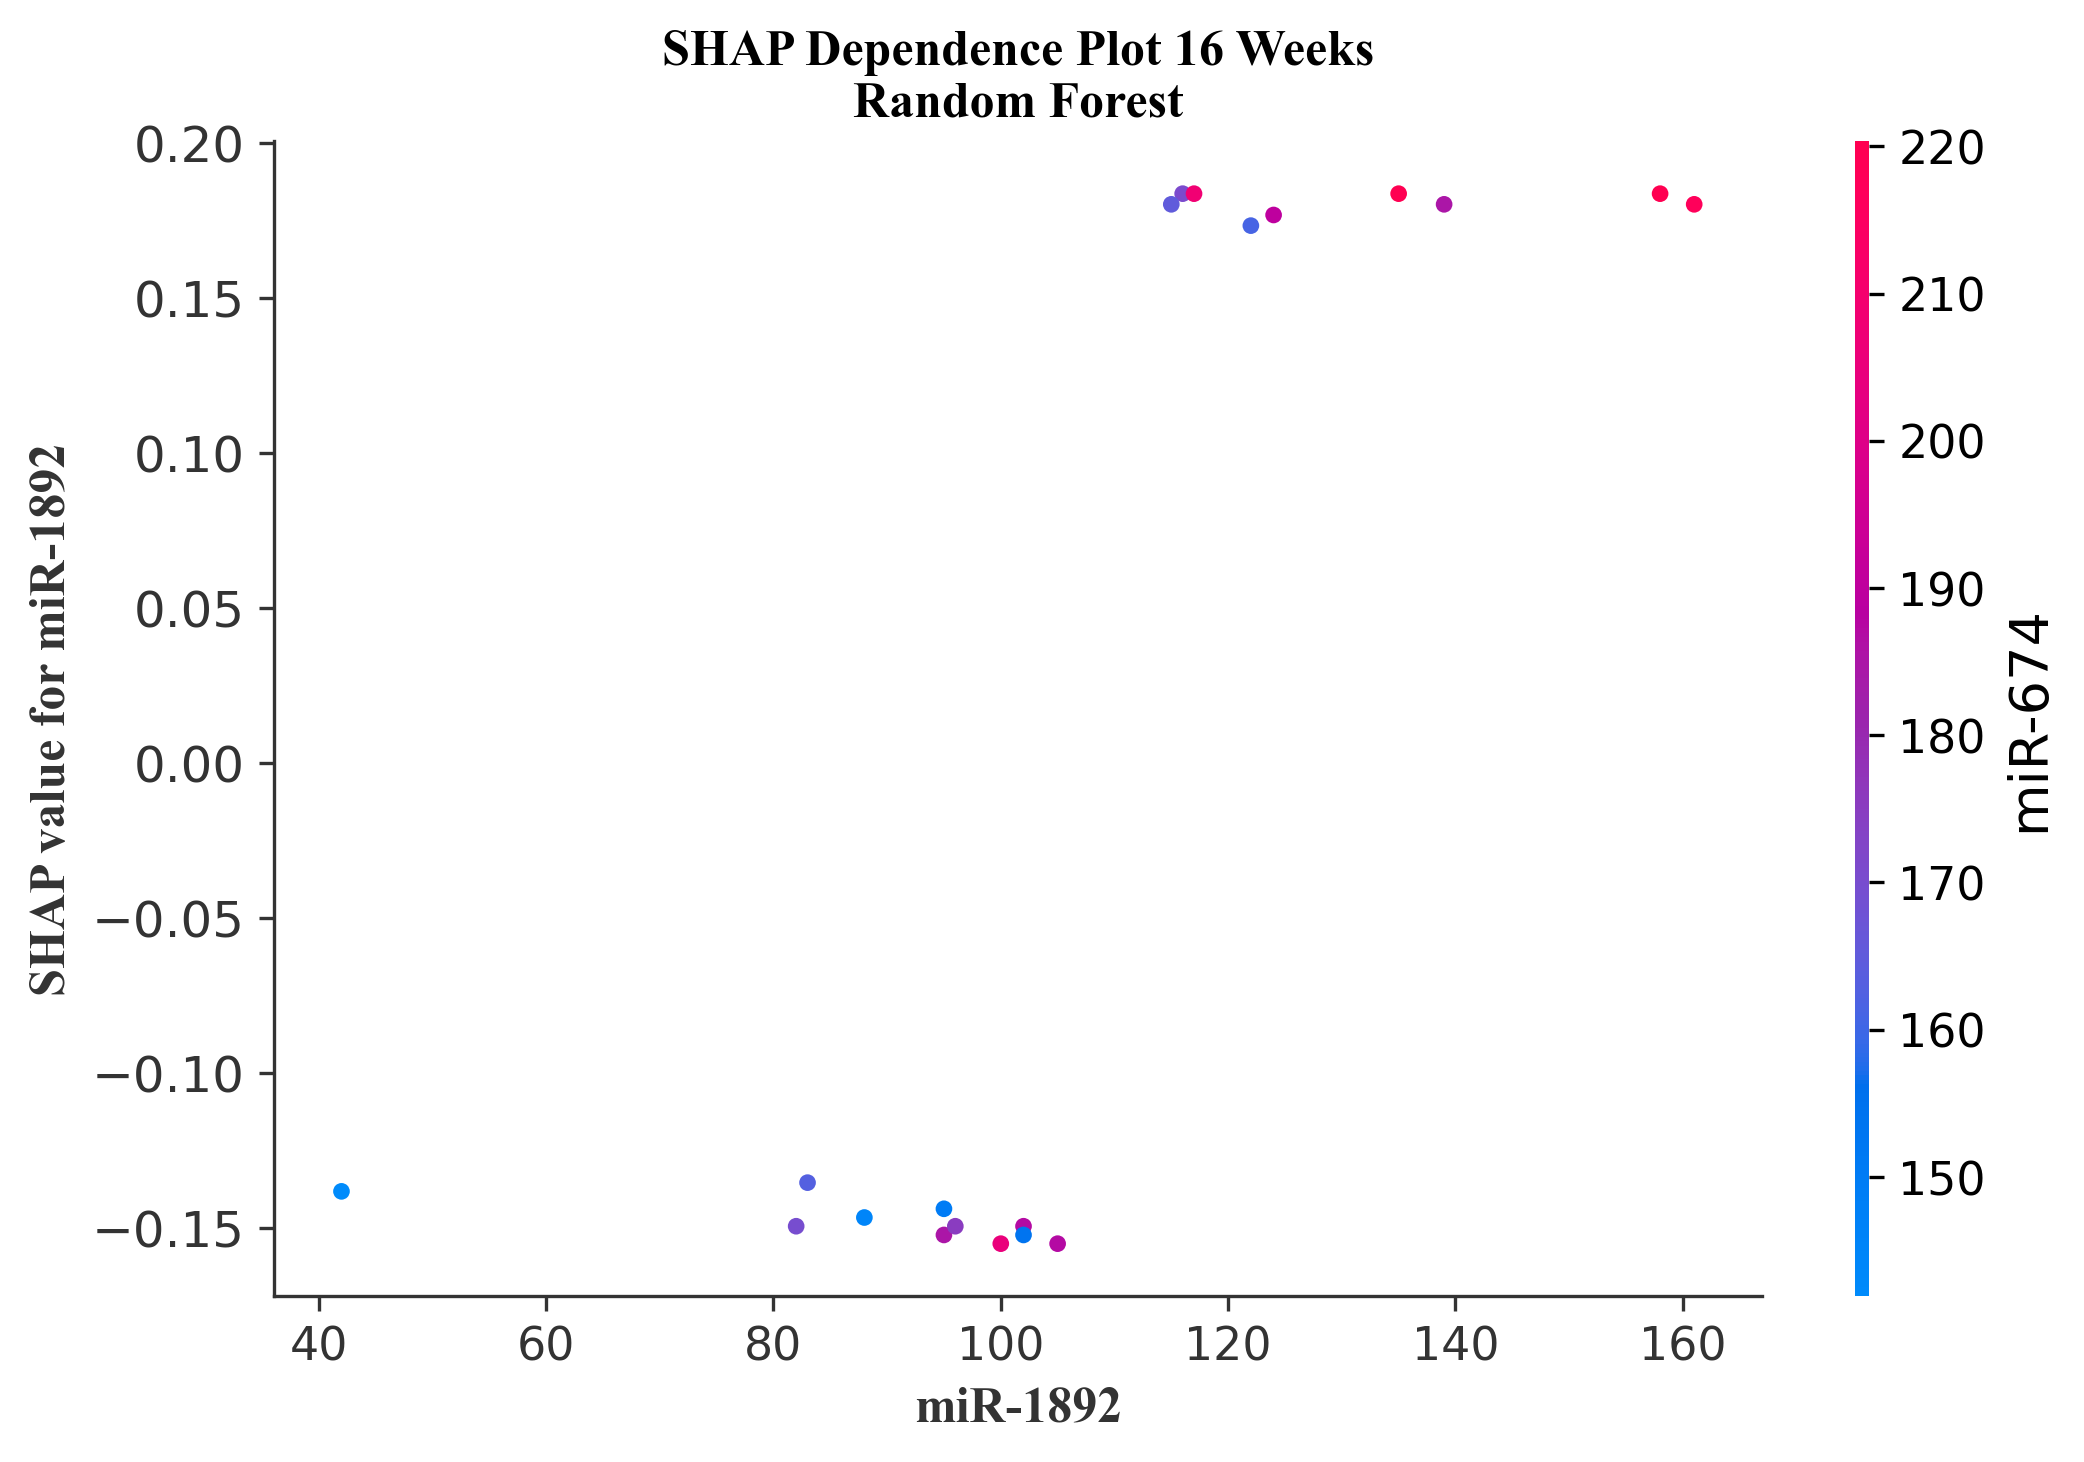 SHAP Dependence Plot 16 Weeks
Random Forest
SHAP value for miR-1892
0.20
0.15
0.10
0.05
0.00
−0.05
−0.10
−0.15
40 60 80 100 120 140 160
miR-1892
220
210
200
190
180
170
160
150
miR-674